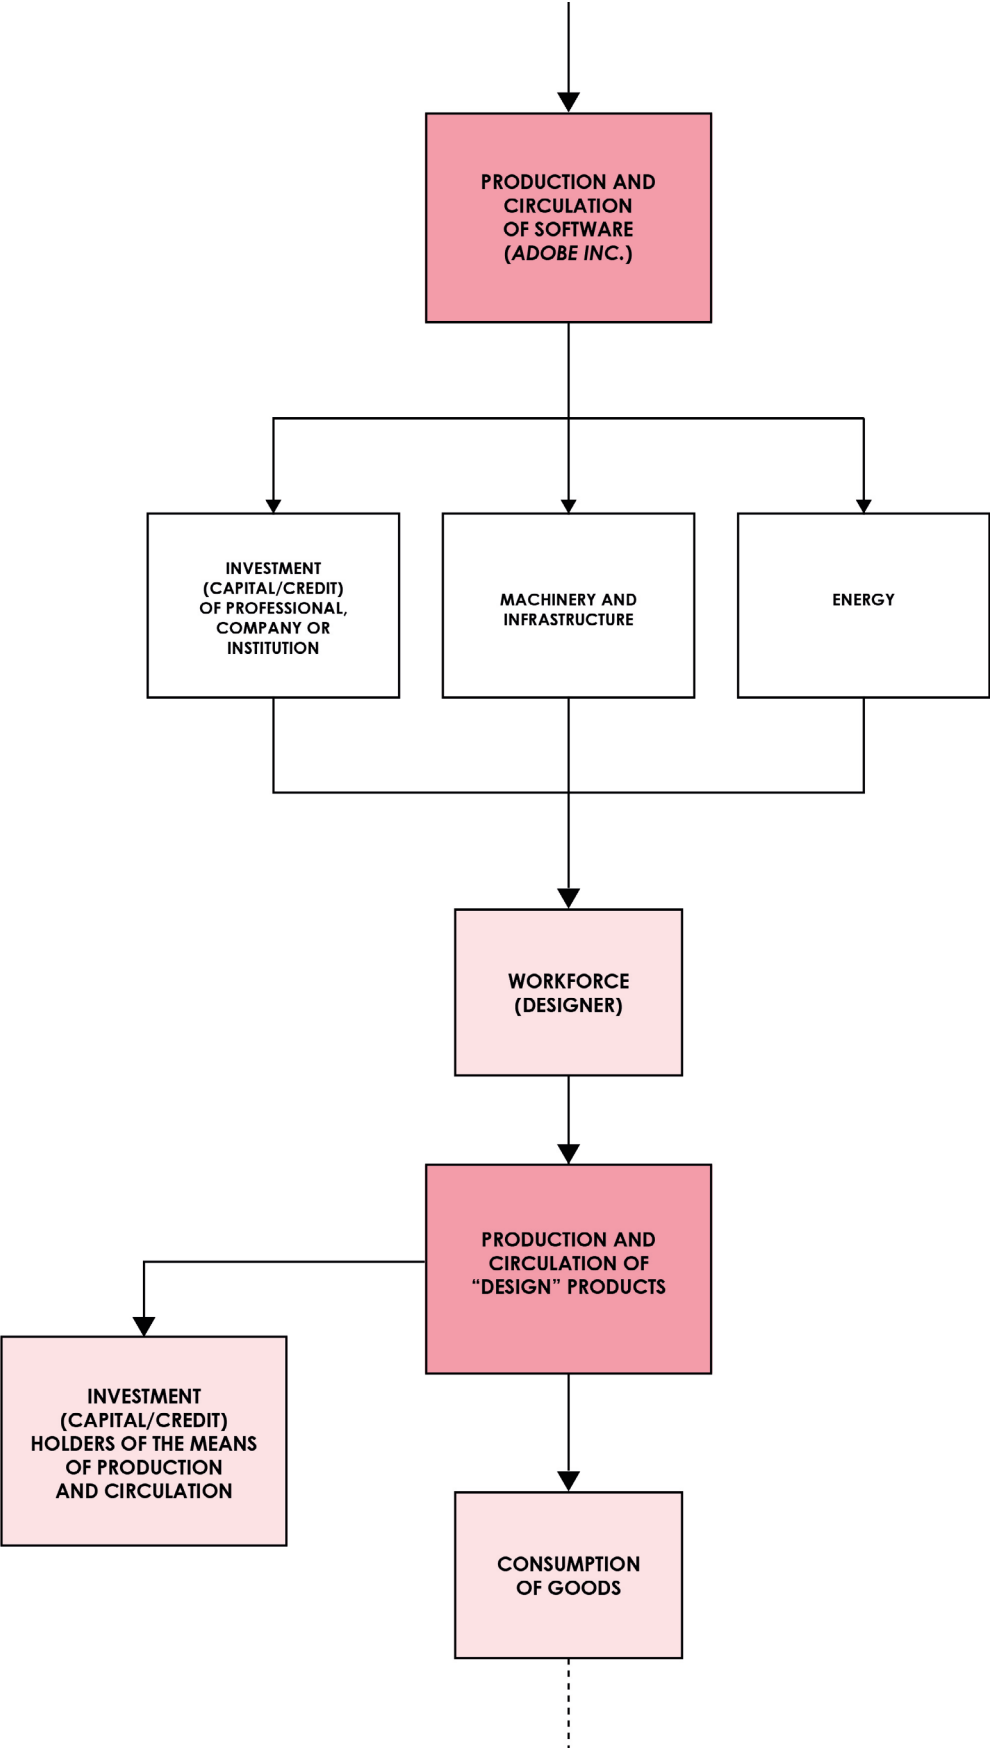 PRODUCTION AND
CIRCULATION
OF SOFTWARE
(ADOBE INC.)
INVESTMENT
(CAPITAL/CREDIT)
OF PROFESSIONAL,
COMPANY OR
INSTITUTION
MACHINERY AND
INFRASTRUCTURE
ENERGY
WORKFORCE
(DESIGNER)
PRODUCTION AND
CIRCULATION OF
“DESIGN” PRODUCTS
INVESTMENT
(CAPITAL/CREDIT)
HOLDERS OF THE MEANS
OF PRODUCTION
AND CIRCULATION
CONSUMPTION
OF GOODS